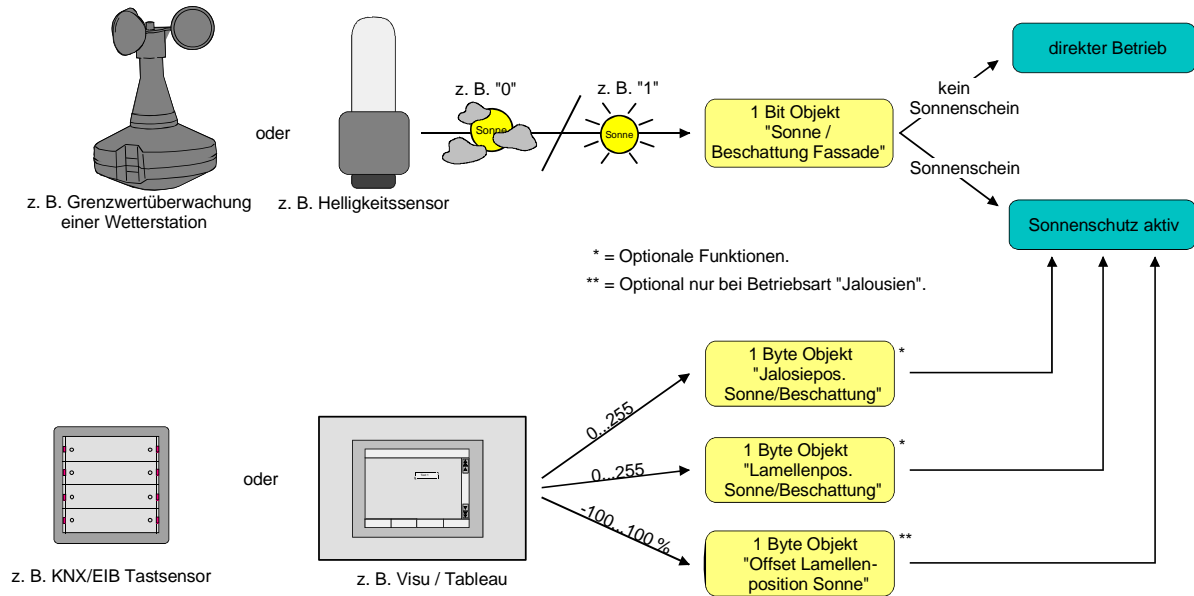 direkter Betrieb
z. B. "0"
z. B. "1"
kein
Sonnenschein
oder
Sonne
Sonne
1 Bit Objekt
"Sonne /
Beschattung Fassade"
Sonnenschein
z. B. Grenzwertüberwachung
einer Wetterstation
z. B. Helligkeitssensor
Sonnenschutz aktiv
* = Optionale Funktionen.
** = Optional nur bei Betriebsart "Jalousien".
1 Byte Objekt
"Jalosiepos.
Sonne/Beschattung"
*
0...255
oder
0...255
1 Byte Objekt
"Lamellenpos.
Sonne/Beschattung"
*
-100...100 %
1 Byte Objekt
"Offset Lamellen-
position Sonne"
**
z. B. KNX/EIB Tastsensor
z. B. Visu / Tableau